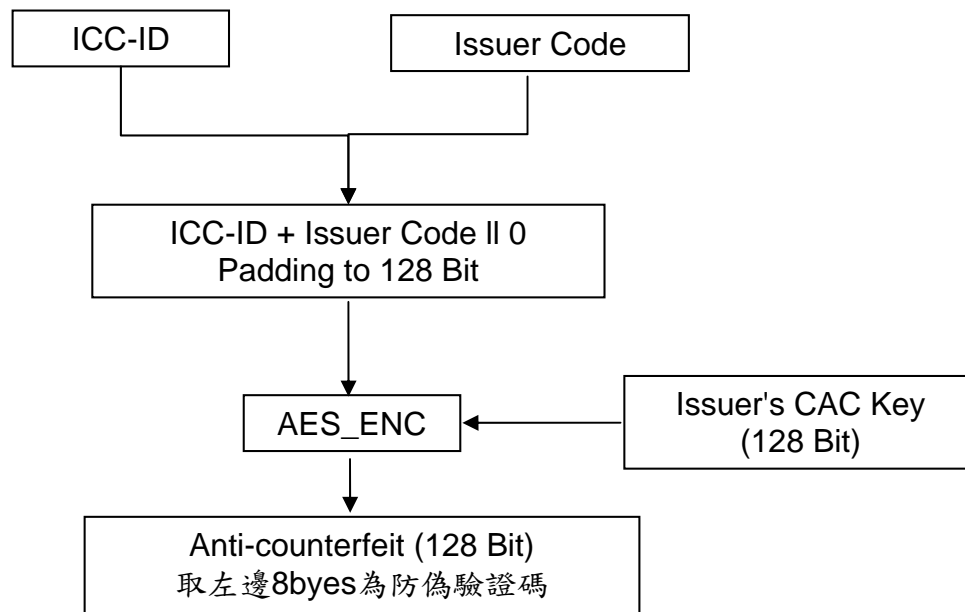 ICC-ID
Issuer Code
ICC-ID + Issuer Code ll 0
Padding to 128 Bit
AES_ENC
Issuer's CAC Key
(128 Bit)
Anti-counterfeit (128 Bit)
取左邊8byes為防偽驗證碼